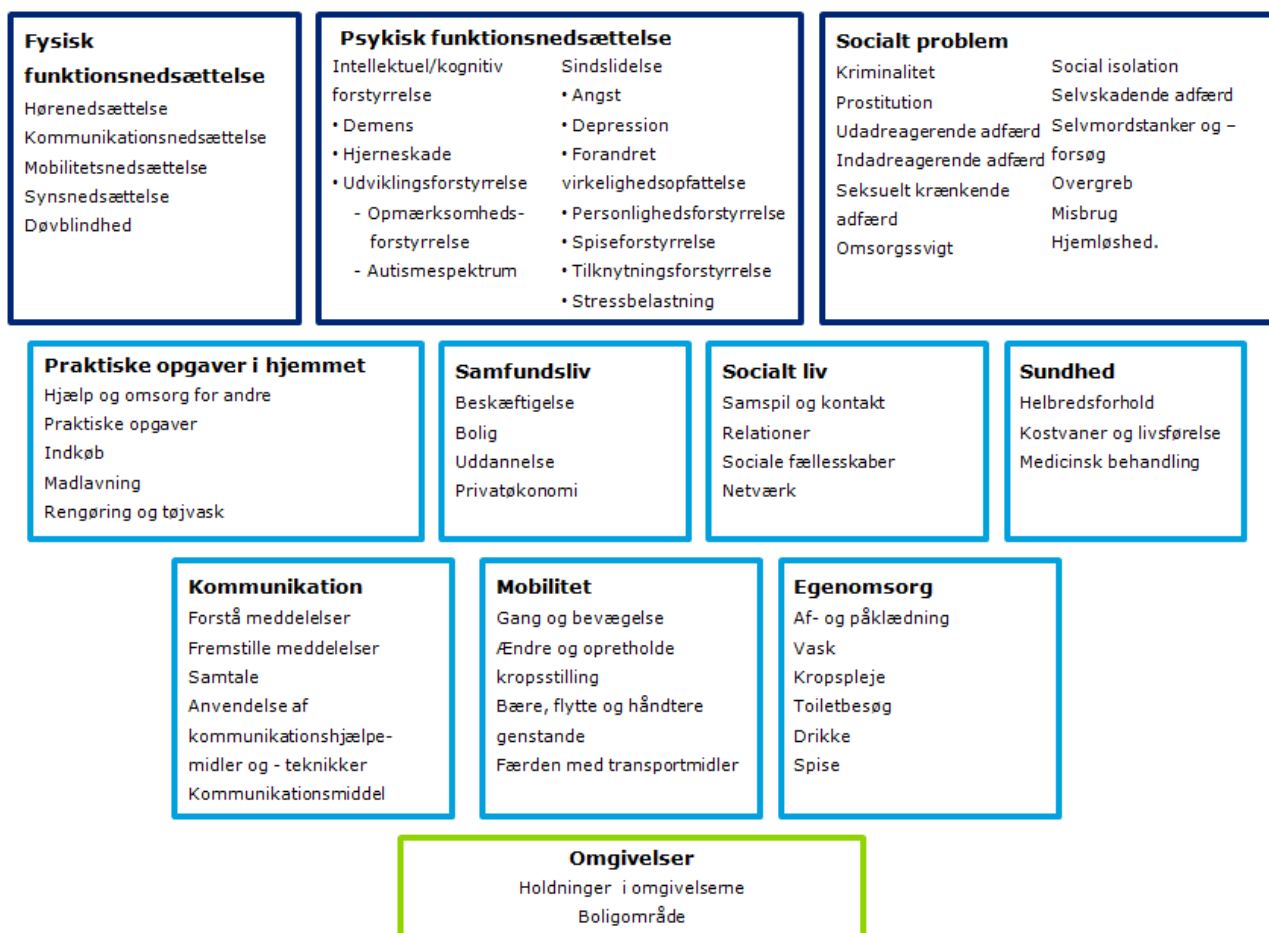 Fysisk
funktionsnedsættelse
Hørenedsættelse
Kommunikationsnedsættelse
Mobilitetsnedsættelse
Synsnedsættelse
Døvblindhed
Psykisk funktionsnedsættelse
Intellektuel/kognitiv
forstyrrelse
• Demens
• Hjerneskade
• Udviklingsforstyrrelse
- Opmærksomheds-
forstyrrelse
- Autismespektrum
Sindslidelse
• Angst
• Depression
• Forandret
virkelighedsopfattelse
• Personlighedsforstyrrelse
• Spiseforstyrrelse
• Tilknytningsforstyrrelse
• Stressbelastning
Socialt problem
Kriminalitet
Prostitution
Udadreagerende adfærd
Indadreagerende adfærd
Seksuelt krænkende
adfærd
Omsorgssvigt
Social isolation
Selvskadende adfærd
Selvmordstanker og –
forsøg
Overgreb
Misbrug
Hjemløshed.
Praktiske opgaver i hjemmet
Hjælp og omsorg for andre
Praktiske opgaver
Indkøb
Madlavning
Rengøring og tøjvask
Samfundsliv
Beskæftigelse
Bolig
Uddannelse
Privatøkonomi
Socialt liv
Samspil og kontakt
Relationer
Sociale fællesskaber
Netværk
Sundhed
Helbredsforhold
Kostvaner og livsførelse
Medicinsk behandling
Kommunikation
Forstå meddelelser
Fremstille meddelelser
Samtale
Anvendelse af
kommunikationshjælpe-
midler og - teknikker
Kommunikationsmiddel
Mobilitet
Gang og bevægelse
Ændre og opretholde
kropsstilling
Bære, flytte og håndtere
genstande
Færden med transportmidler
Egenomsorg
Af- og påklædning
Vask
Kropspleje
Toiletbesøg
Drikke
Spise
Omgivelser
Holdninger i omgivelserne
Boligområde